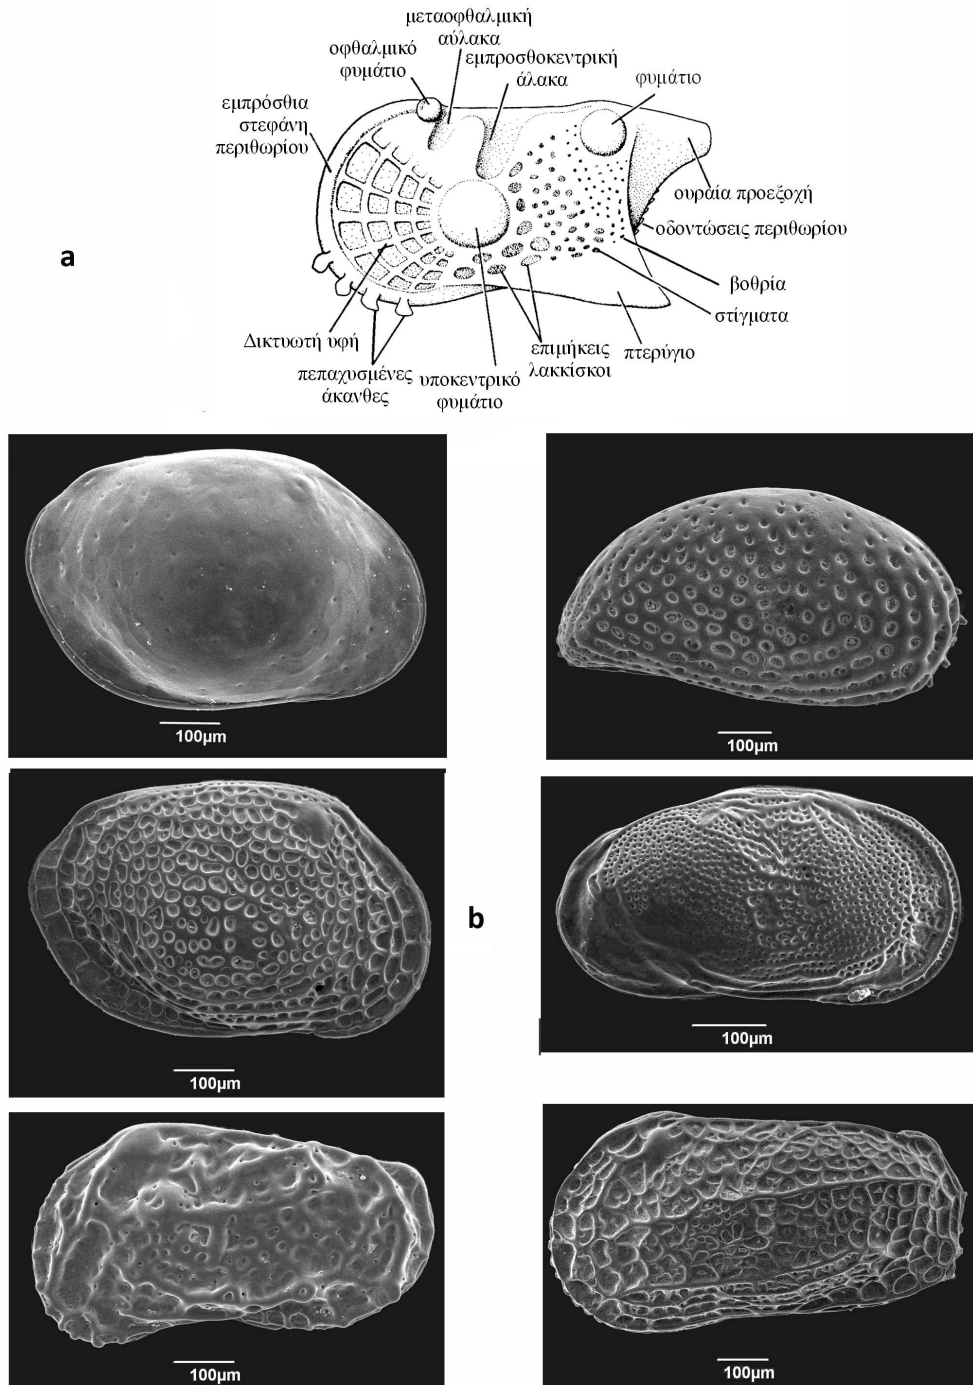 μεταοφθαλμική
αύλακα
οφθαλμικό
φυμάτιο
εμπροσθοκεντρική
άλακα
φυμάτιο
εμπρόσθια
στεφάνη
περιθωρίου
ουραία προεξοχή
οδοντώσεις περιθωρίου
a
βοθρία
στίγματα
Δικτυωτή υφή
πεπαχυσμένες
άκανθες
υποκεντρικό
φυμάτιο
επιμήκεις
λακκίσκοι
πτερύγιο
100μm
100μm
b
100μm
100μm
100μm
100μm